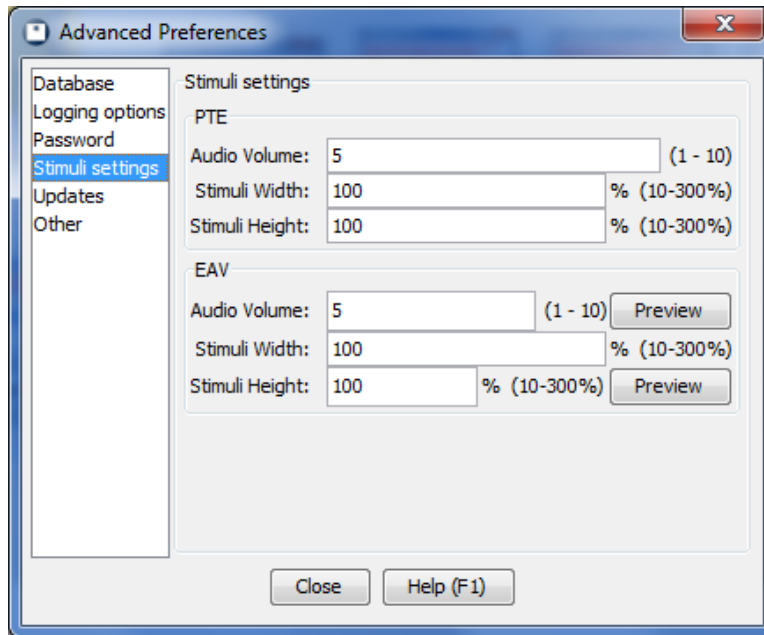 Advanced Preferences
Database
Logging options
Password
Stimuli settings
Updates
Other
Stimuli settings
PTE
Audio Volume: 5 (1 - 10)
Stimuli Width: 100 % (10-300%)
Stimuli Height: 100 % (10-300%)
EAV
Audio Volume: 5 (1 - 10) Preview
Stimuli Width: 100 % (10-300%)
Stimuli Height: 100 % (10-300%) Preview
Close Help (F1)